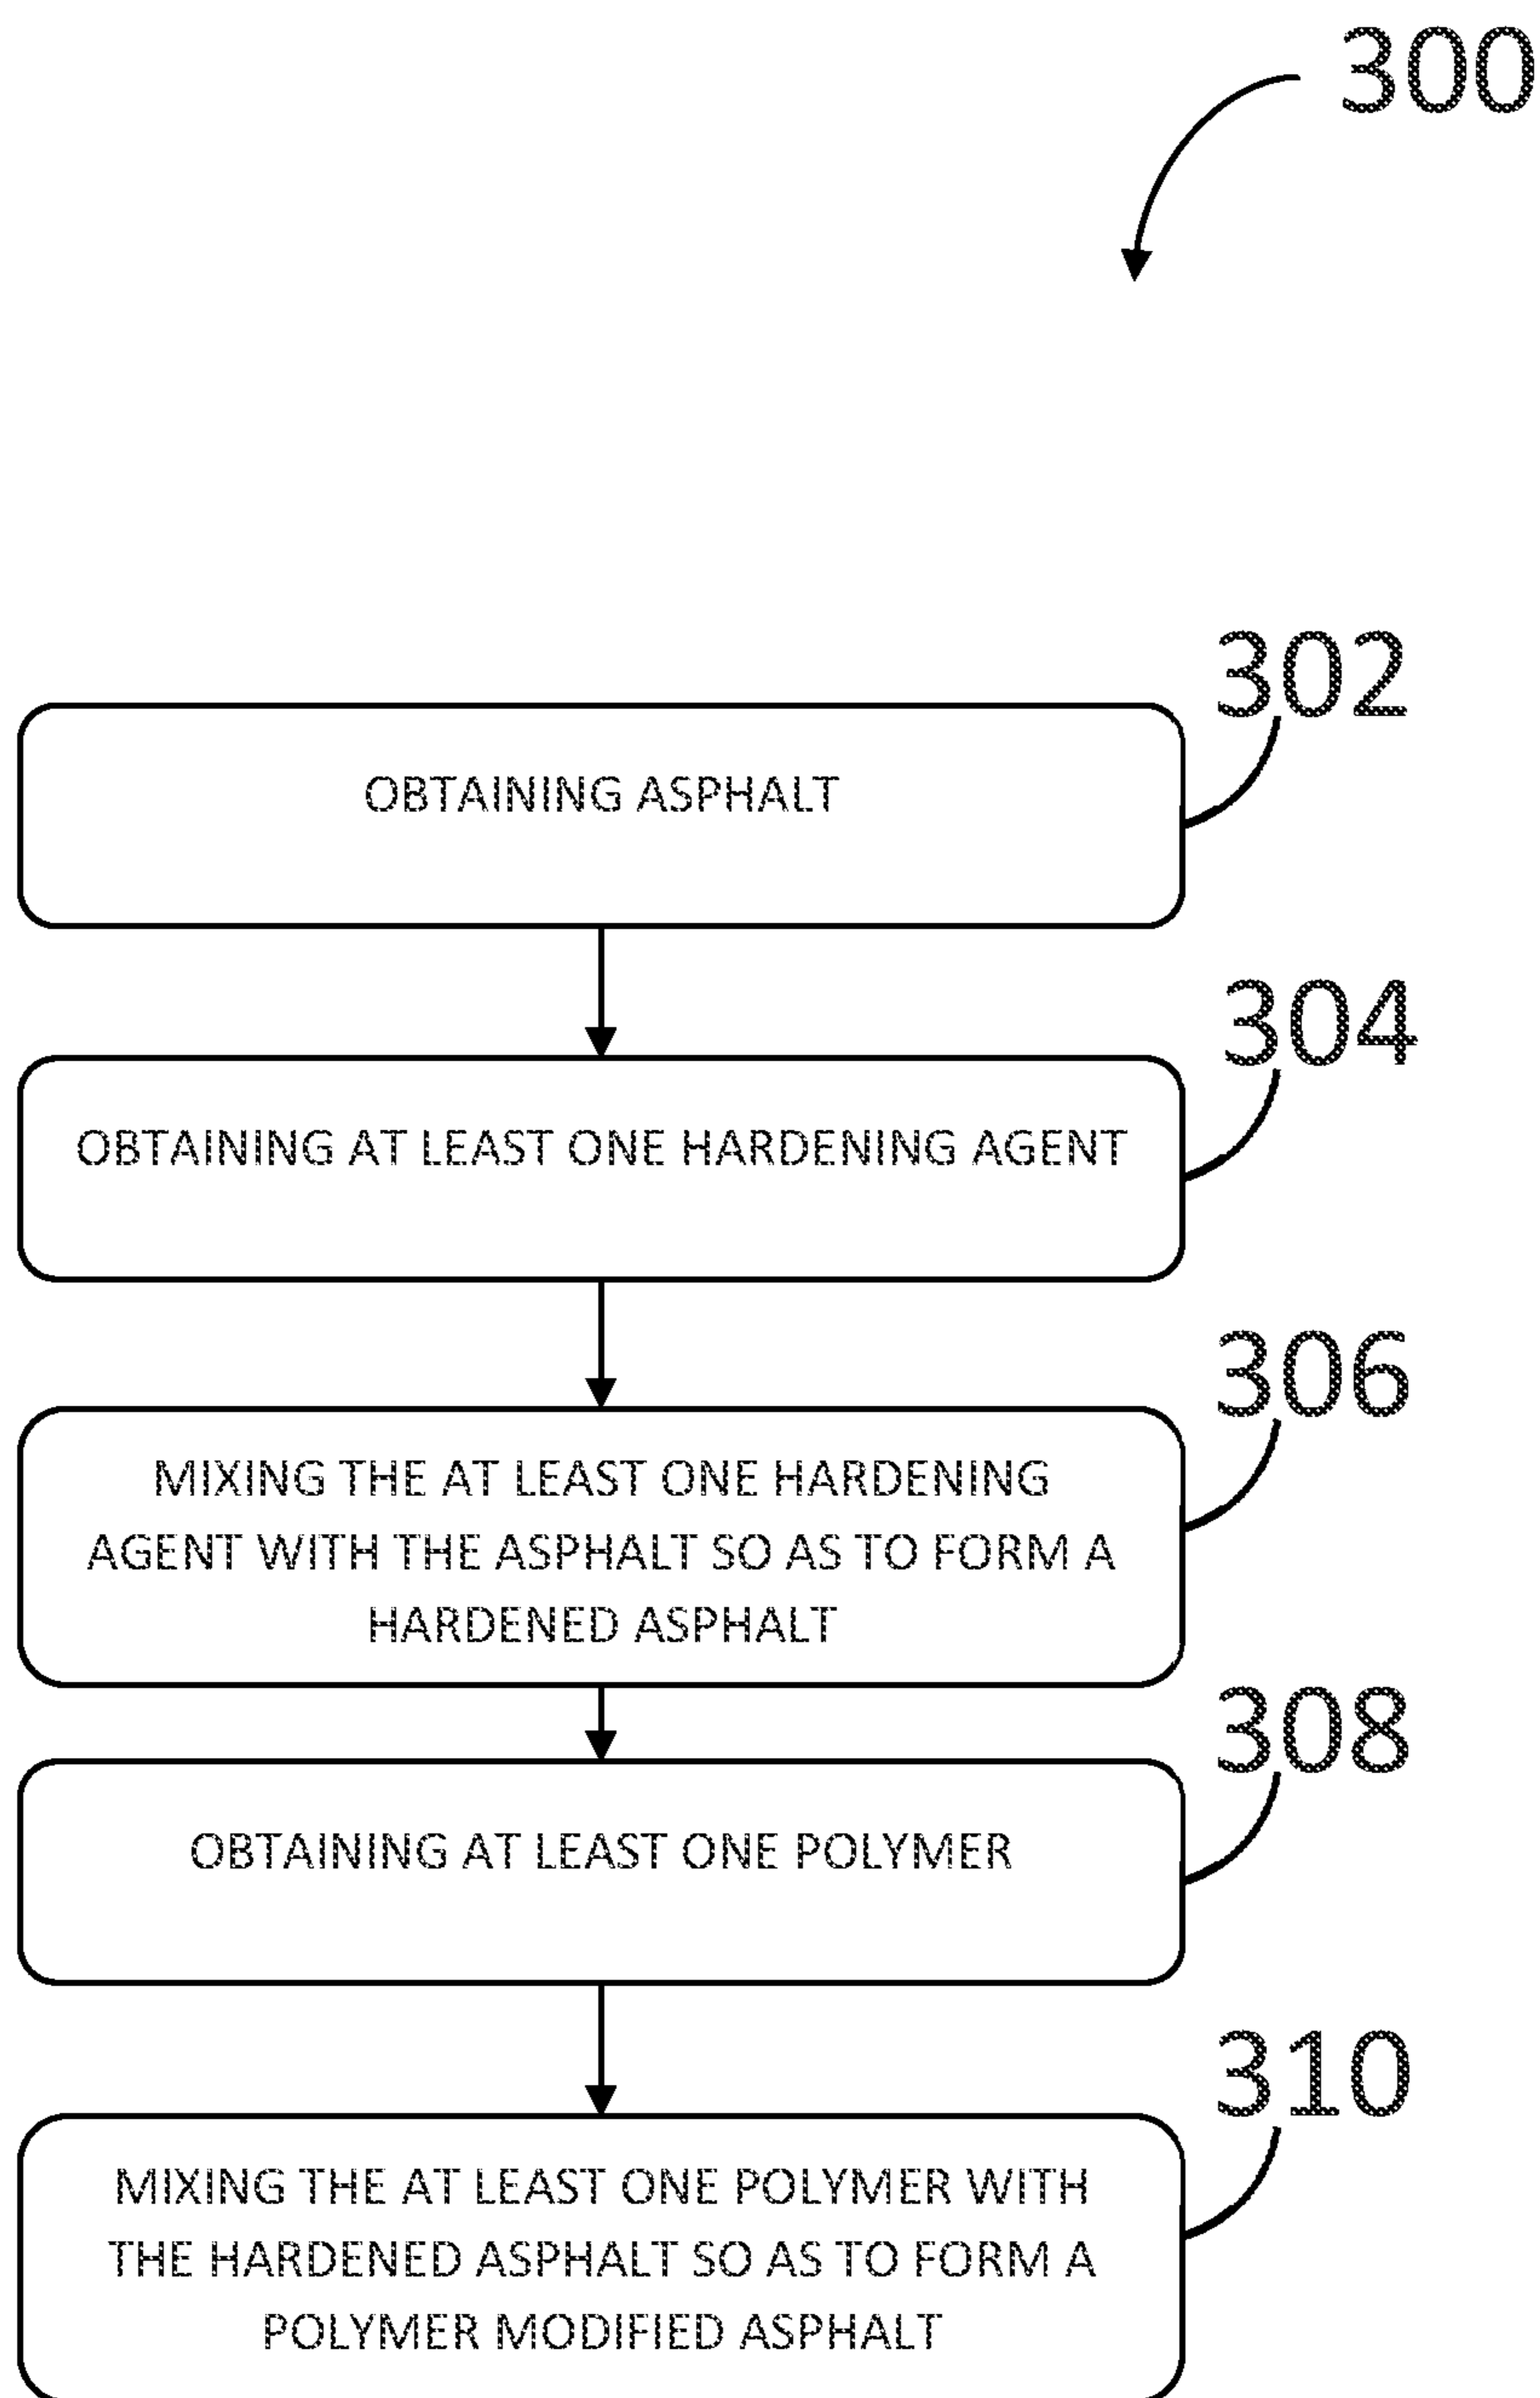 300
302
OBTAINING ASPHALT
304
OBTAINING AT LEAST ONE HARDENING AGENT
306
MIXING THE AT LEAST ONE HARDENING
AGENT WITH THE ASPHALT SO AS TO FORM A
HARDENED ASPHALT
308
OBTAINING AT LEAST ONE POLYMER
310
MIXING THE AT LEAST ONE POLYMER WITH
THE HARDENED ASPHALT SO AS TO FORM A
POLYMER MODIFIED ASPHALT